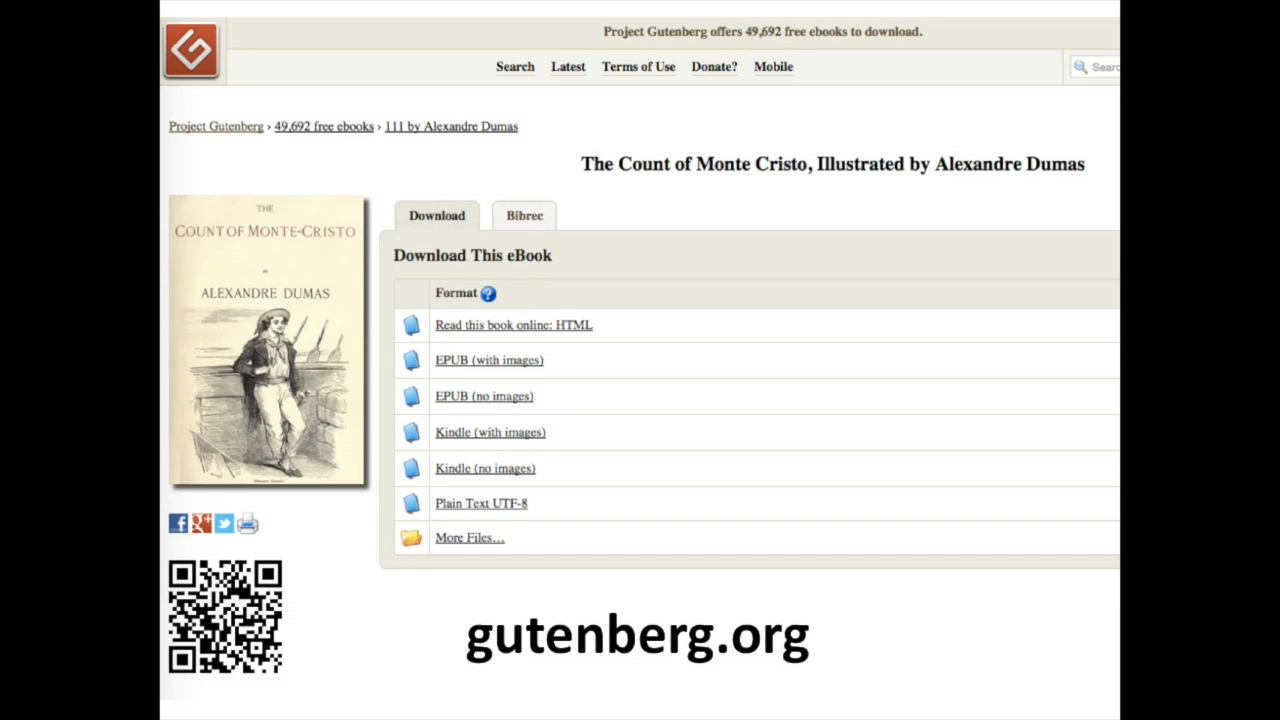 Project Gutenberg offers 49,692 free ebooks to download.
Search Latest Terms of Use Donate? Mobile
Searc
Project Gutenberg › 49,692 free ebooks › 111 by Alexandre Dumas
The Count of Monte Cristo, Illustrated by Alexandre Dumas
THE
COUNT OF MONTE-CRISTO
BY
ALEXANDRE DUMAS
Download Bibrec
Download This eBook
Format ?
Read this book online: HTML
EPUB (with images)
EPUB (no images)
Kindle (with images)
Kindle (no images)
Plain Text UTF-8
More Files…
gutenberg.org